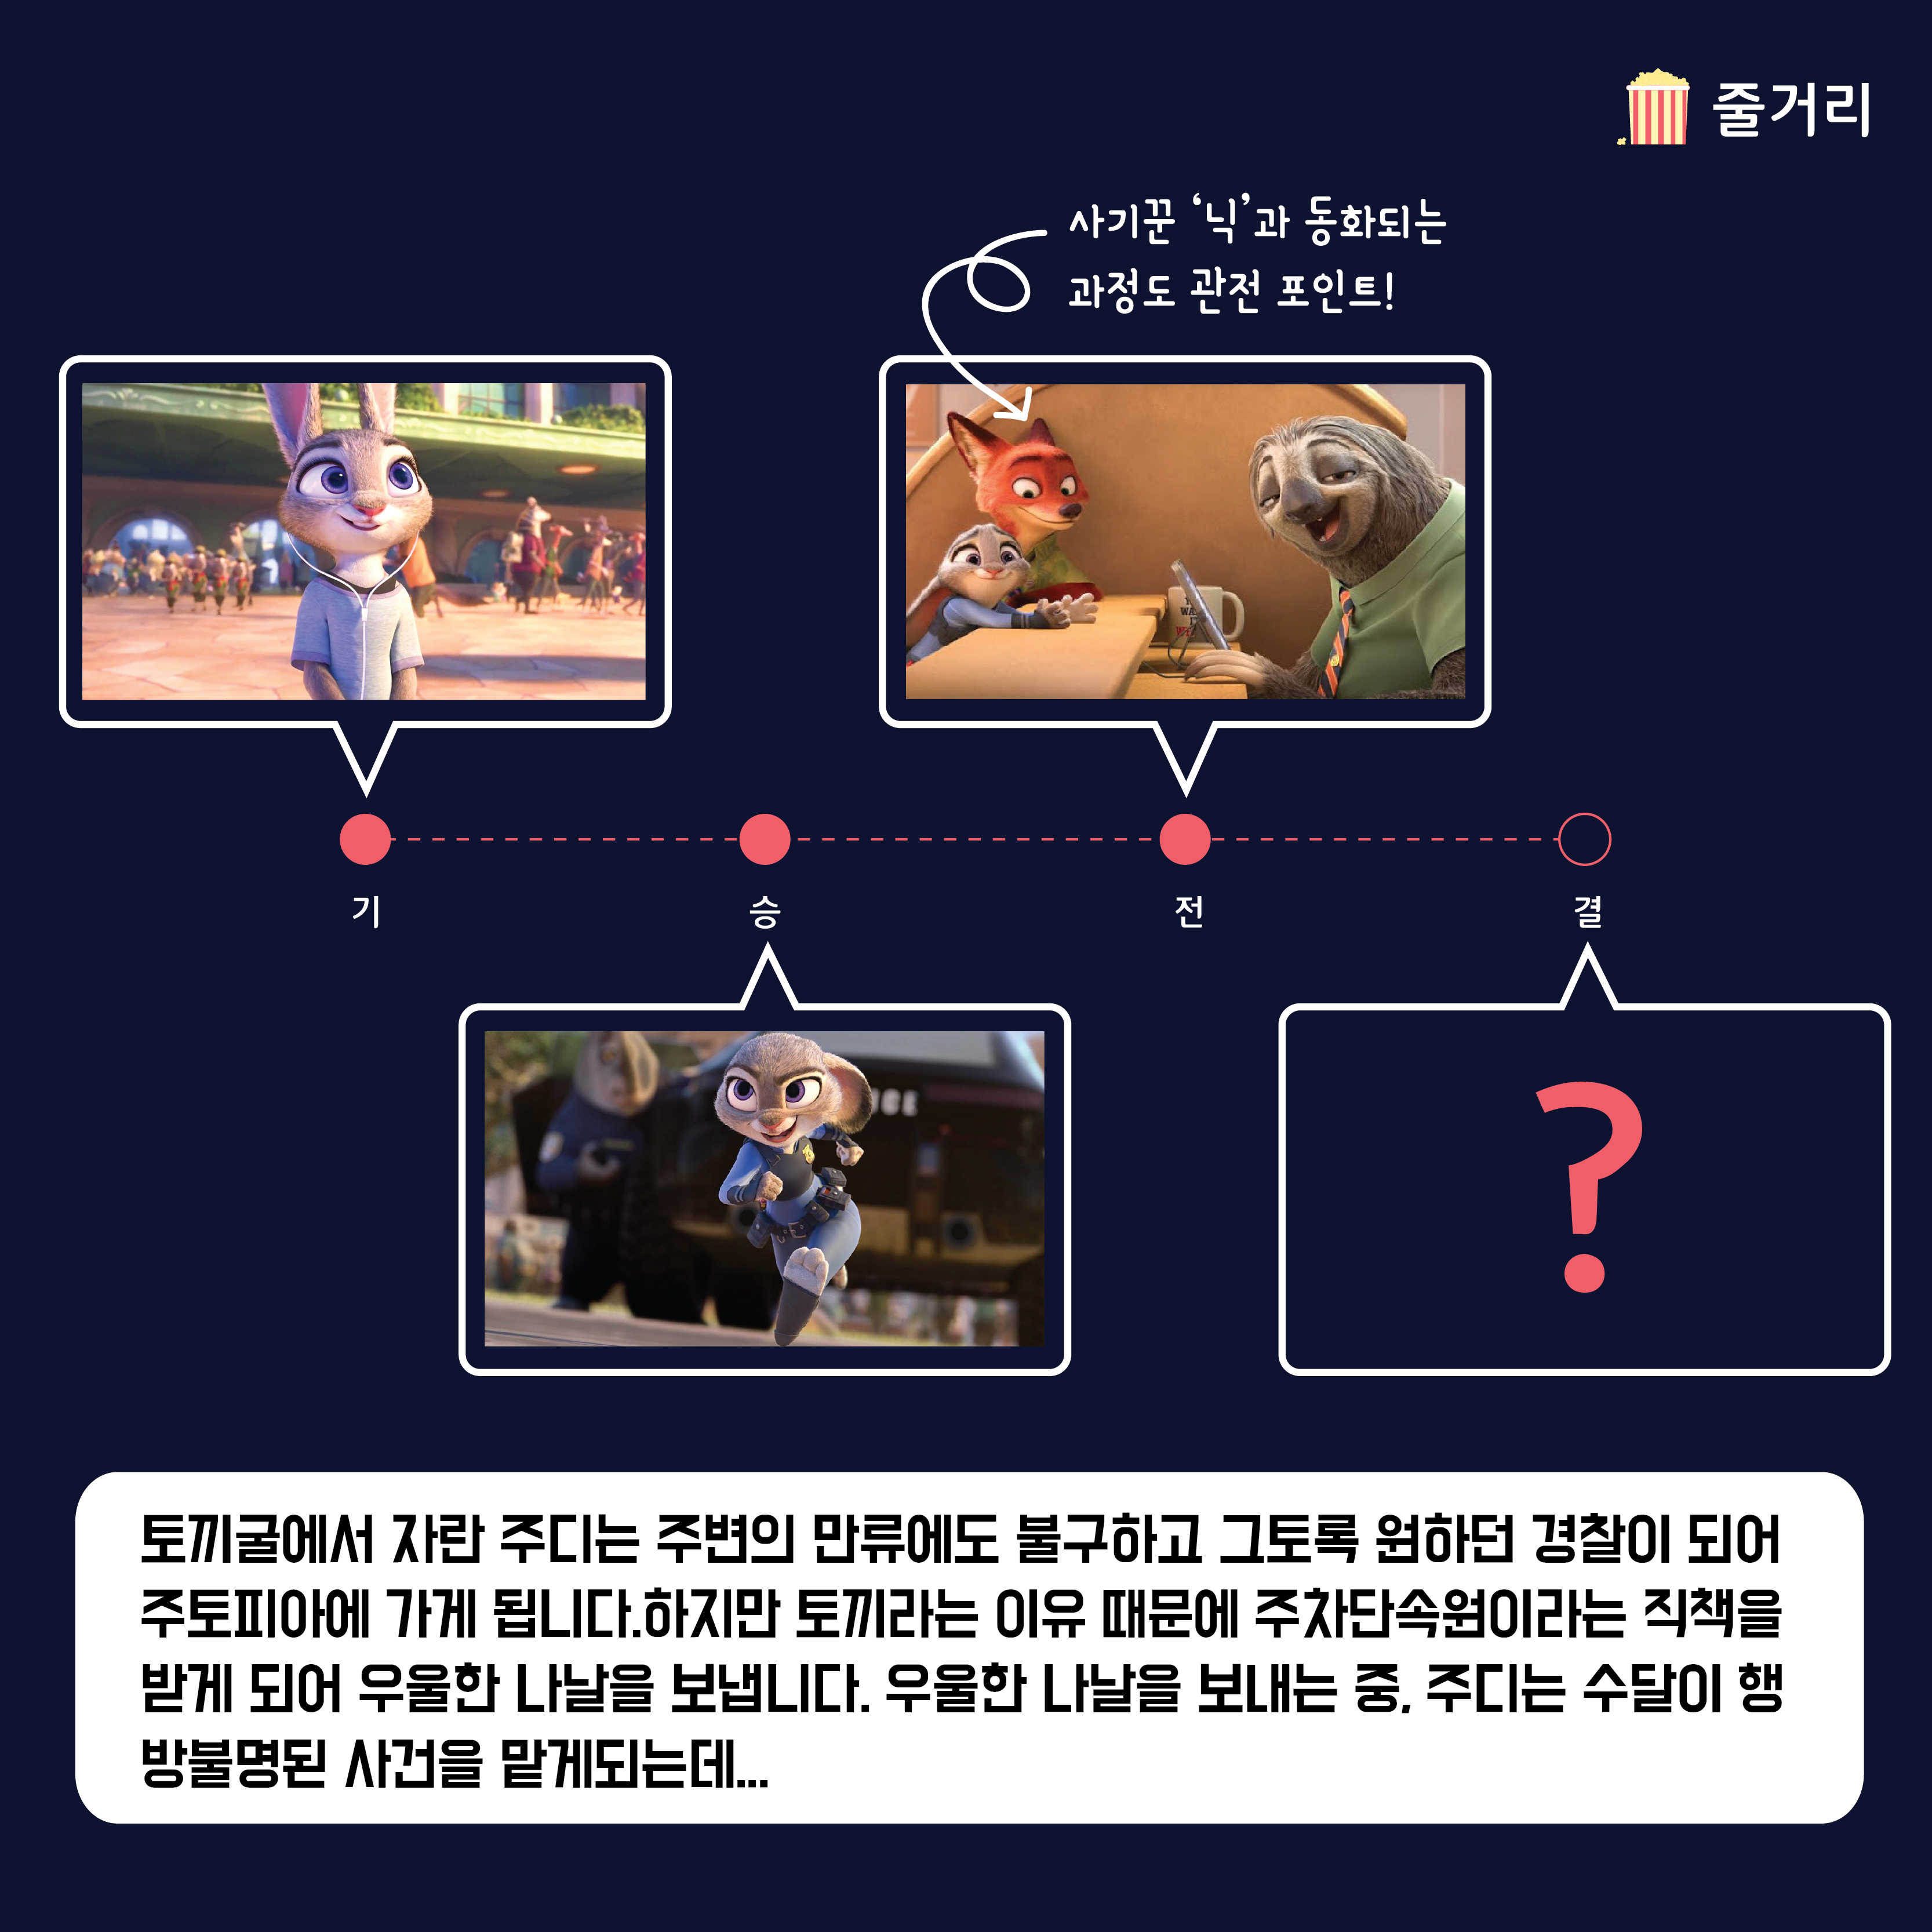 줄거리
사기꾼 ‘닉’과 동화되는
과정도 관전 포인트!
기
승
전
결
토끼굴에서 자란 주디는 주변의 만류에도 불구하고 그토록 원하던 경찰이 되어
주토피아에 가게 됩니다.하지만 토끼라는 이유 때문에 주차단속원이라는 직책을
받게 되어 우울한 나날을 보냅니다. 우울한 나날을 보내는 중, 주디는 수달이 행
방불명된 사건을 맡게되는데...
?